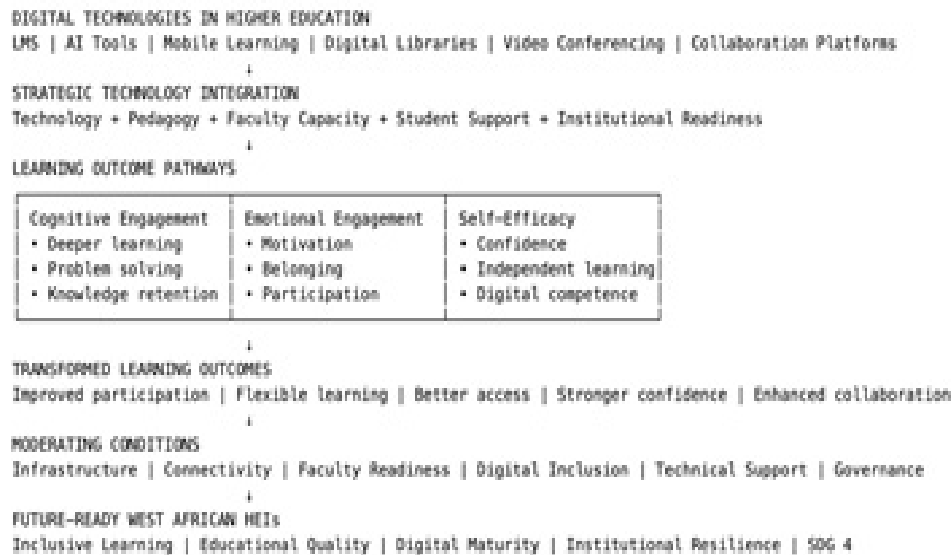 DIGITAL TECHNOLOGIES IN HIGHER EDUCATION
LMS | AI Tools | Mobile Learning | Digital Libraries | Video Conferencing | Collaboration Platforms
↓
STRATEGIC TECHNOLOGY INTEGRATION
Technology + Pedagogy + Faculty Capacity + Student Support + Institutional Readiness
↓
LEARNING OUTCOME PATHWAYS
Cognitive Engagement | Emotional Engagement | Self-Efficacy
• Deeper learning | • Motivation | • Confidence
• Problem solving | • Belonging | • Independent learning
• Knowledge retention | • Participation | • Digital competence
↓
TRANSFORMED LEARNING OUTCOMES
Improved participation | Flexible learning | Better access | Stronger confidence | Enhanced collaboration
↓
MODERATING CONDITIONS
Infrastructure | Connectivity | Faculty Readiness | Digital Inclusion | Technical Support | Governance
↓
FUTURE-READY WEST AFRICAN HEIs
Inclusive Learning | Educational Quality | Digital Maturity | Institutional Resilience | SDG 4